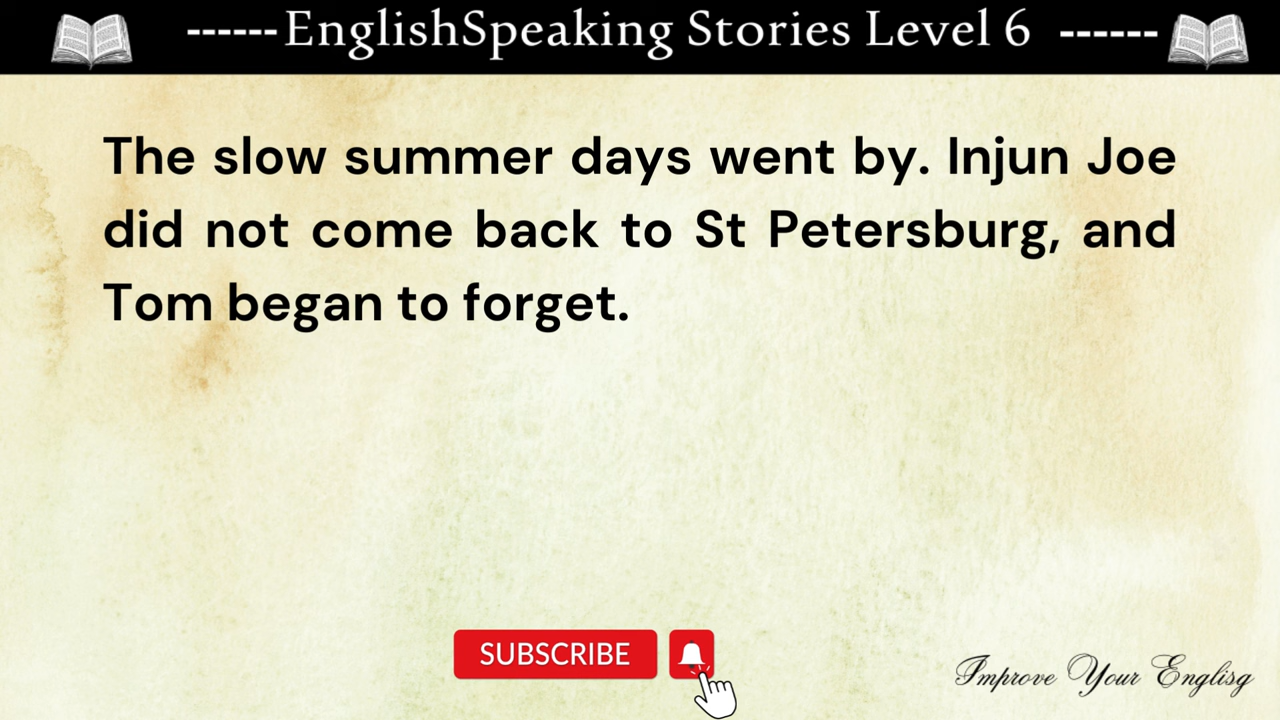 ------EnglishSpeaking Stories Level 6 ------
The slow summer days went by. Injun Joe
did not come back to St Petersburg, and
Tom began to forget.
SUBSCRIBE
Improve Your Englisg